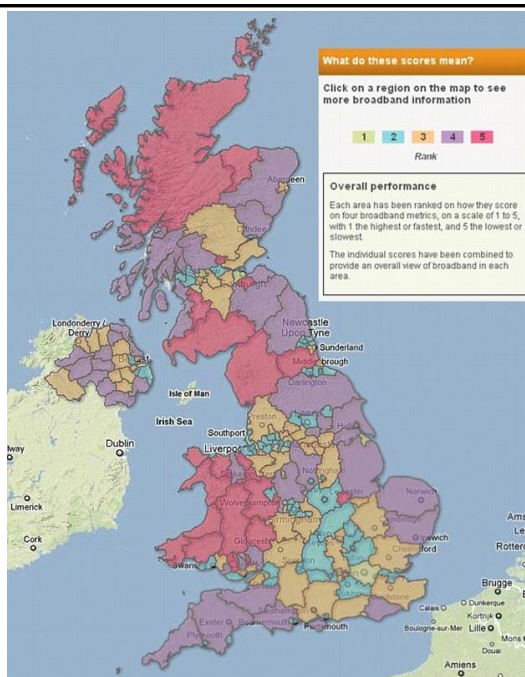 What do these scores mean?
Click on a region on the map to see
more broadband information
1 2 3 4 5
Rank
Overall performance
Each area has been ranked on how they score
on four broadband metrics, on a scale of 1 to 5,
with 1 the highest or fastest, and 5 the lowest or
slowest.
The individual scores have been combined to
provide an overall view of broadband in each
area.
Aberdeen
Dundee
Newcastle
Upon Tyne
Sunderland
Middlesbrough
Darlington
Londonderry /
Derry
Isle of Man
Irish Sea
Preston
Southport
Liverpool
Dublin
Limerick
Cork
Wolverhampton
Norwich
Ipswich
Chelmsford
Swansea
Exeter
Plymouth
Bournemouth
Portsmouth
Calais
Dunkerque
Brugge
Kortrijk
Boulogne-sur-Mer
Lille
Mons
Douai
Amiens